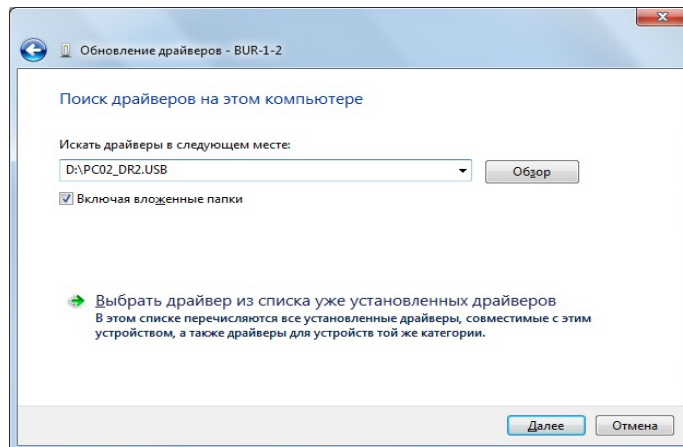 Обновление драйверов - BUR-1-2
Поиск драйверов на этом компьютере
Искать драйверы в следующем месте:
D:\PC02_DR2.USB
Обзор
Включая вложенные папки
Выбрать драйвер из списка уже установленных драйверов
В этом списке перечисляются все установленные драйверы, совместимые с этим
устройством, а также драйверы для устройств той же категории.
Далее
Отмена